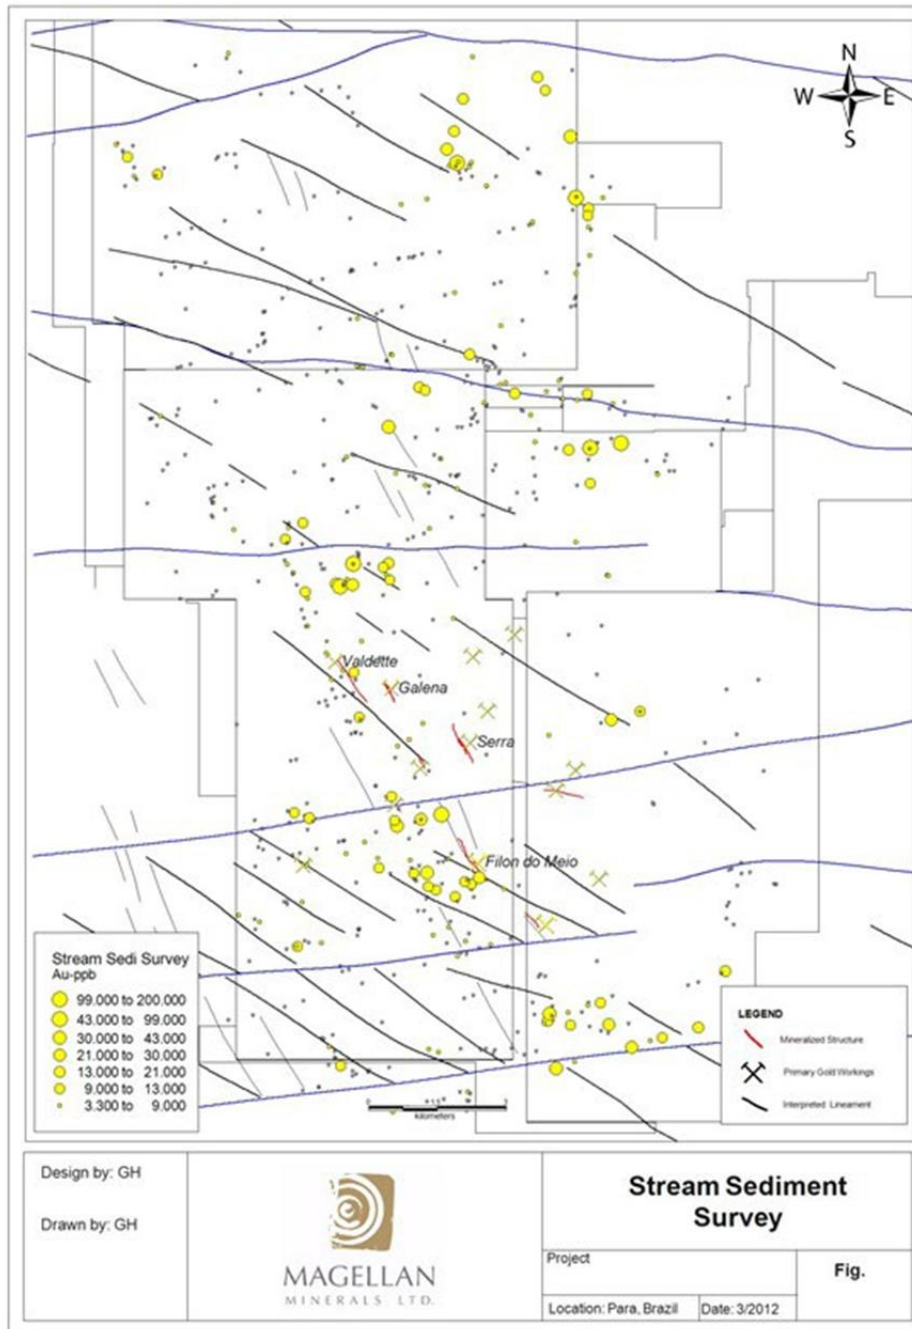 N
W E
S
Valdette
Galena
Serra
Filon do Meio
Stream Sedi Survey
Au-ppb
99.000 to 200.000
43.000 to 99.000
30.000 to 43.000
21.000 to 30.000
13.000 to 21.000
9.000 to 13.000
3.300 to 9.000
kilometers
LEGEND
Mineralized Structure
Primary Gold Workings
Interpreted Lineament
Design by: GH
Drawn by: GH
MAGELLAN
MINERALS LTD.
Stream Sediment
Survey
Project
Fig.
Location: Para, Brazil
Date: 3/2012